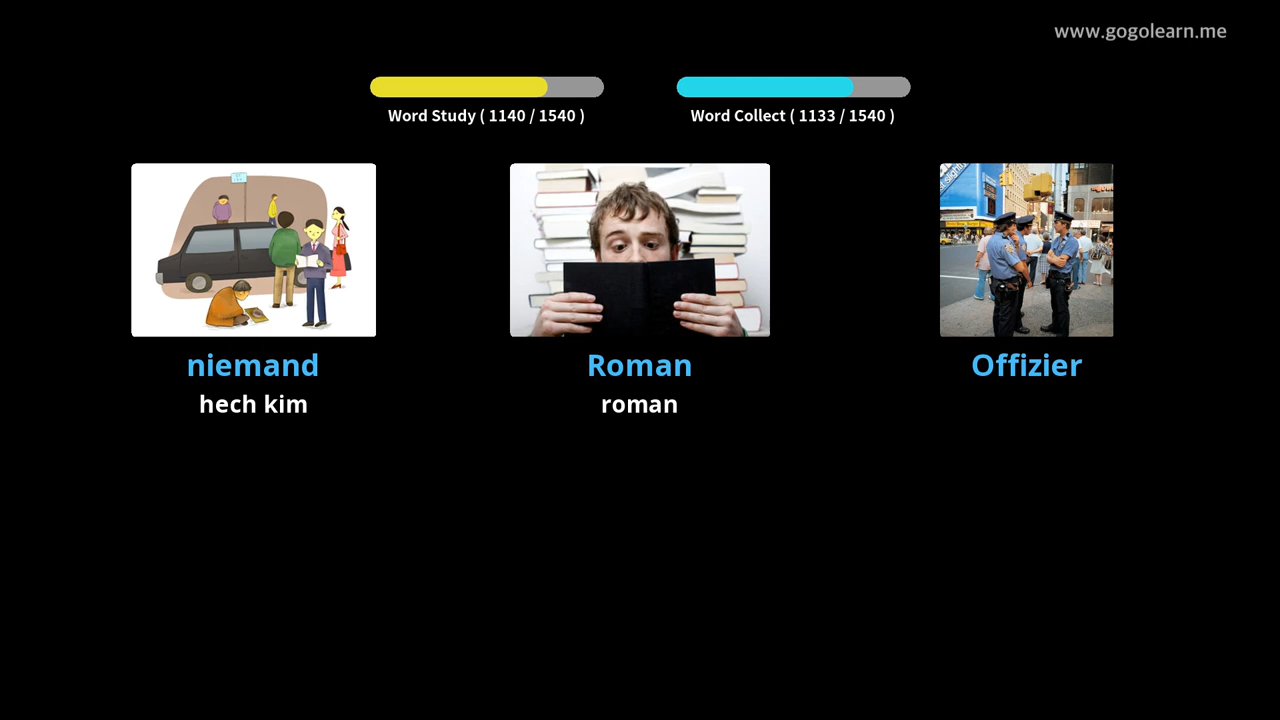 www.gogolearn.me
Word Study ( 1140 / 1540 )
Word Collect ( 1133 / 1540 )
niemand
Roman
Offizier
hech kim
roman